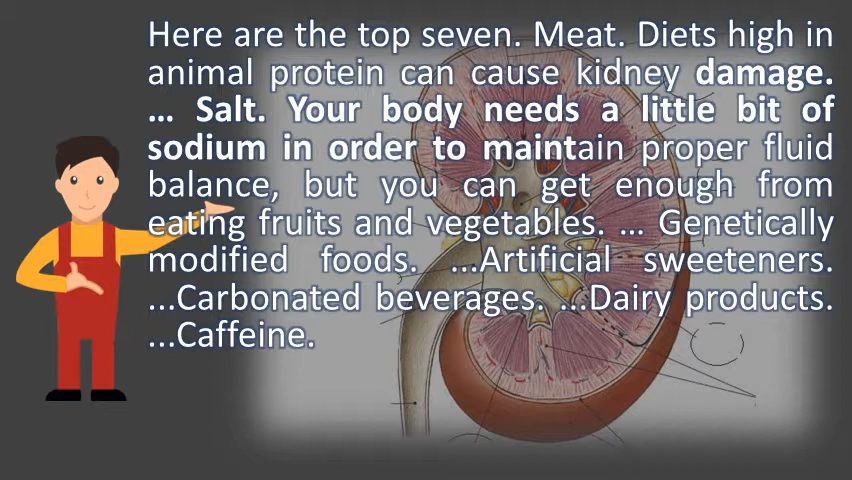 Here are the top seven. Meat. Diets high in
animal protein can cause kidney damage.
... Salt. Your body needs a little bit of
sodium in order to maintain proper fluid
balance, but you can get enough from
eating fruits and vegetables. ... Genetically
modified foods. ...Artificial sweeteners.
...Carbonated beverages. ...Dairy products.
...Caffeine.